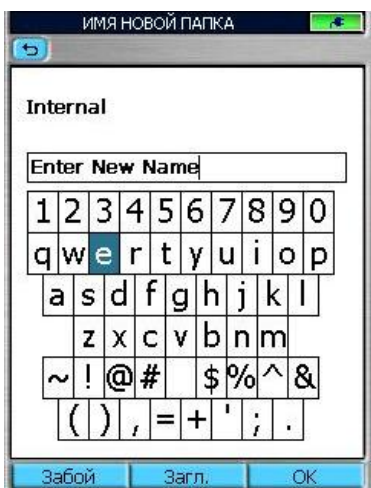 ИМЯ НОВОЙ ПАПКА
Internal
Enter New Name
1 2 3 4 5 6 7 8 9 0
q w e r t y u i o p
a s d f g h j k l
z x c v b n m
~ ! @ # $ % ^ &
( ) , = + ' ; .
Забой Загл. OK